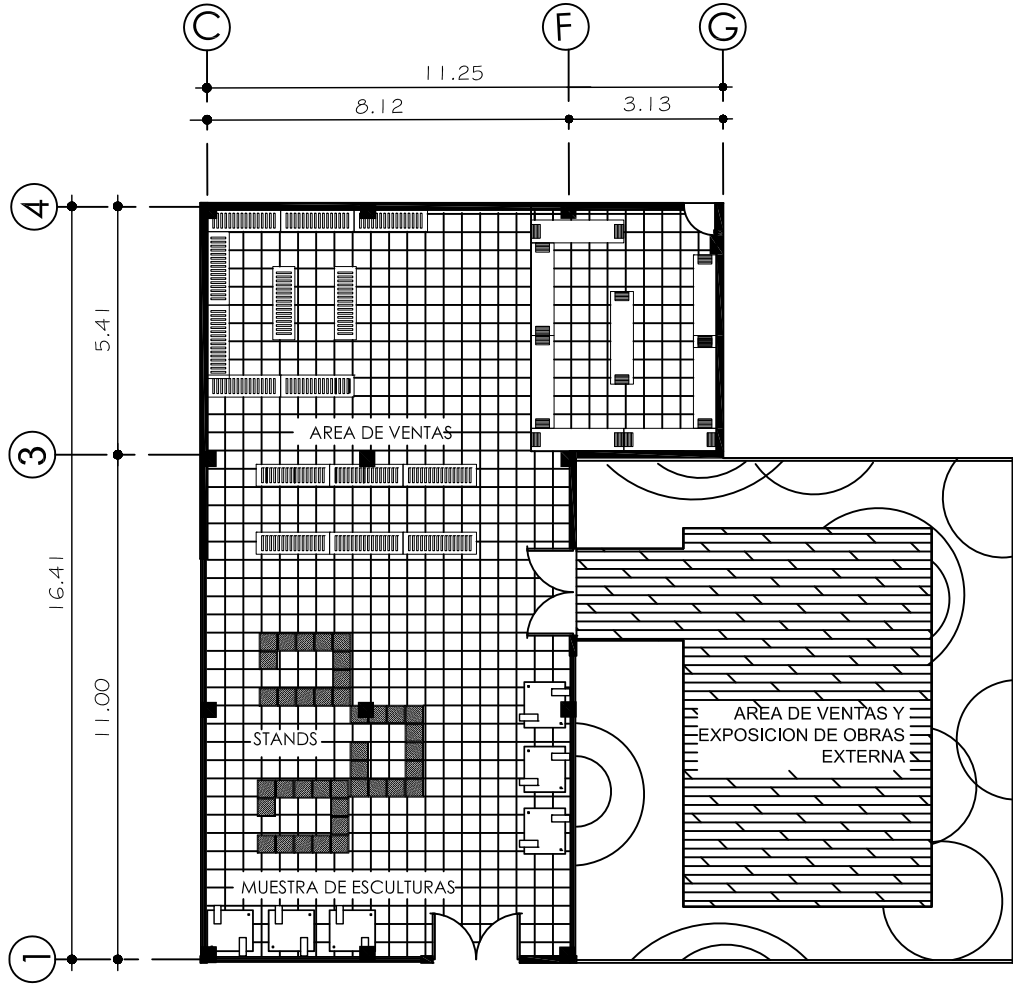 C
F
G
11.25
8.12
3.13
4
5.41
AREA DE VENTAS
3
16.41
11.00
STANDS
AREA DE VENTAS Y
EXPOSICION DE OBRAS
EXTERNA
MUESTRA DE ESCULTURAS
1